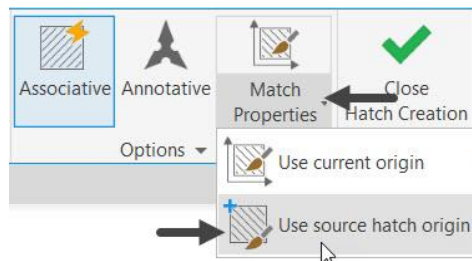 Associative Annotative Match Properties Close Hatch Creation
Options
Use current origin
Use source hatch origin